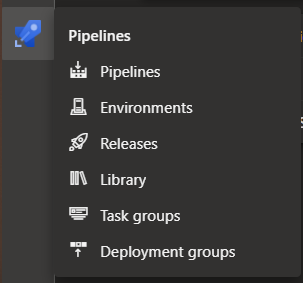 Pipelines
Pipelines
Environments
Releases
Library
Task groups
Deployment groups